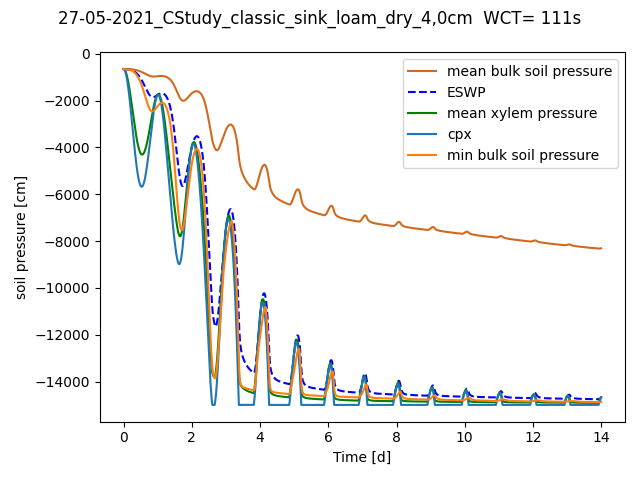 27-05-2021_CStudy_classic_sink_loam_dry_4,0cm  WCT= 111s
mean bulk soil pressure
ESWP
mean xylem pressure
cpx
min bulk soil pressure
soil pressure [cm]
0
−2000
−4000
−6000
−8000
−10000
−12000
−14000
0 2 4 6 8 10 12 14
Time [d]